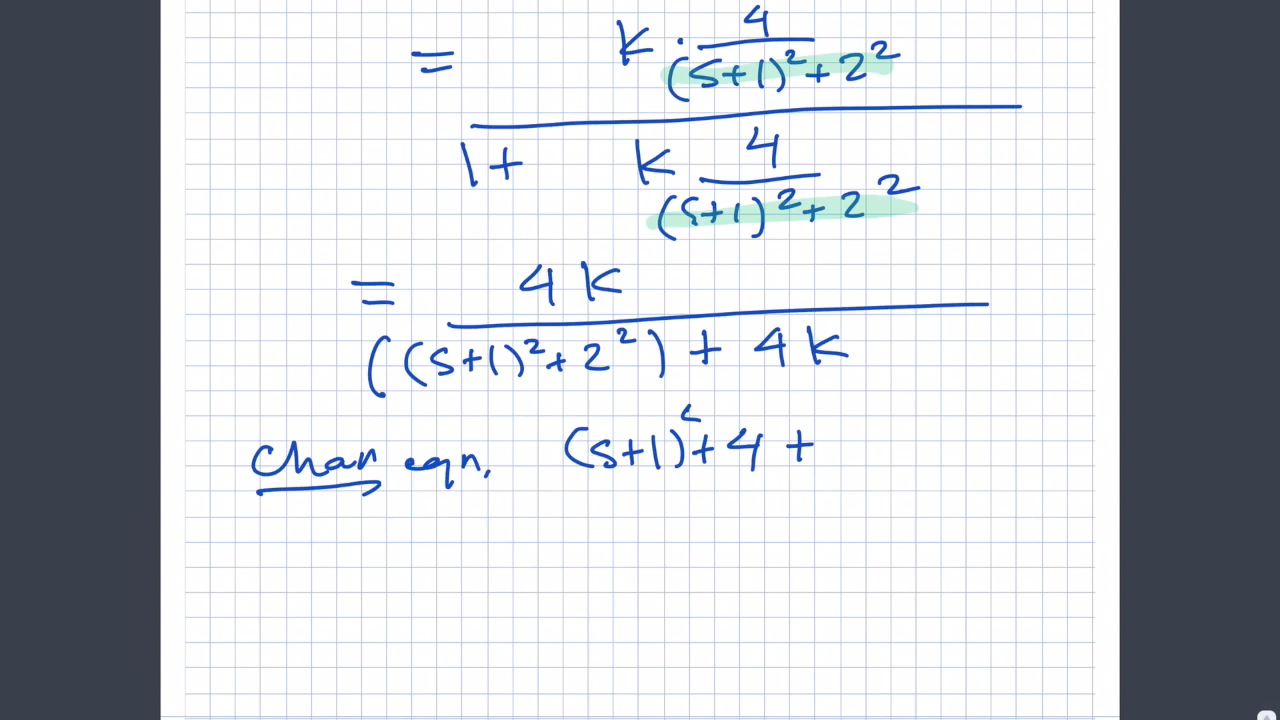 = K · 4 / (s+1)² + 2²
1 + K 4 / (s+1)² + 2²
= 4K
((s+1)² + 2²) + 4K
Char eqn. (s+1)² + 4 +